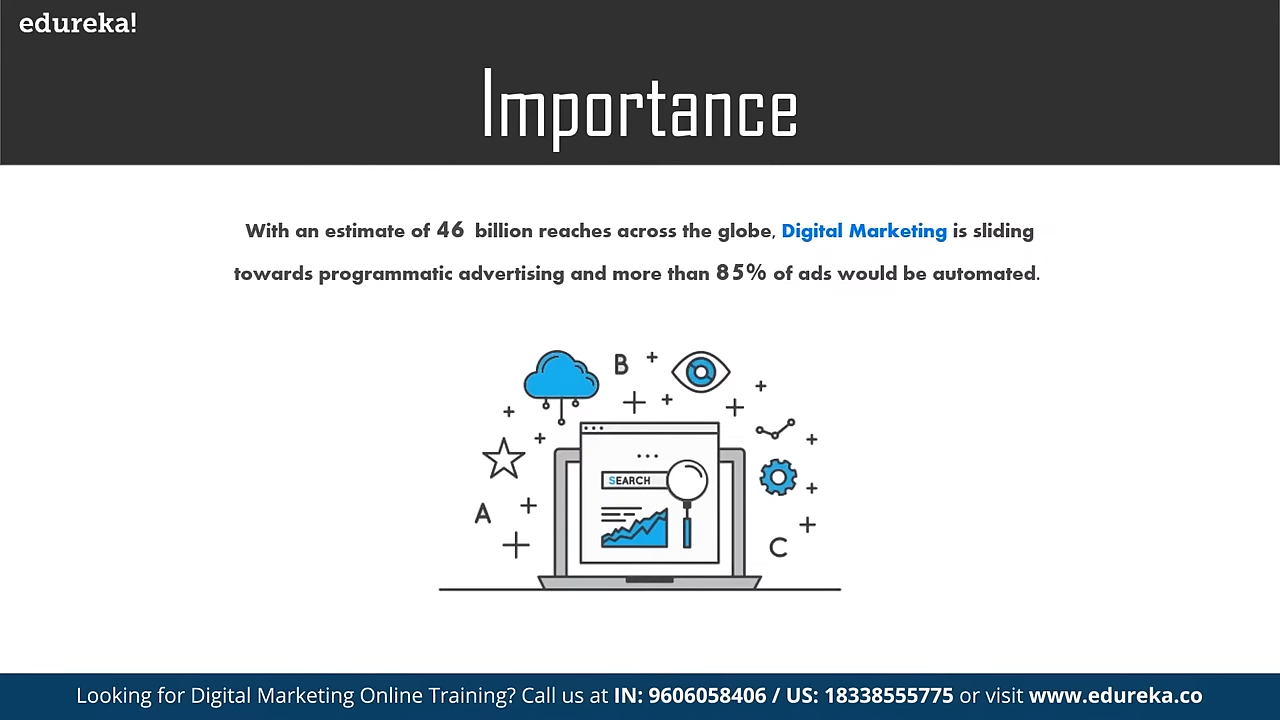 edureka!
Importance
With an estimate of 46 billion reaches across the globe, Digital Marketing is sliding
towards programmatic advertising and more than 85% of ads would be automated.
B
SEARCH
A
C
Looking for Digital Marketing Online Training? Call us at IN: 9606058406 / US: 18338555775 or visit www.edureka.co